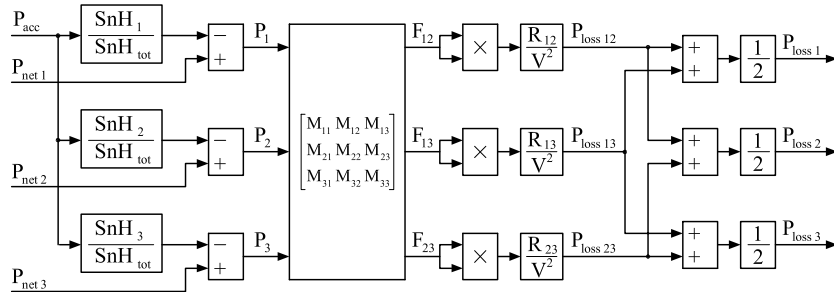 P_acc
SnH_1 / SnH_tot
−
+
P_1
P_net 1
F_12
×
R_12 / V^2
P_loss 12
+
+
1/2
P_loss 1
SnH_2 / SnH_tot
−
+
P_2
P_net 2
M_11 M_12 M_13
M_21 M_22 M_23
M_31 M_32 M_33
F_13
×
R_13 / V^2
P_loss 13
+
+
1/2
P_loss 2
SnH_3 / SnH_tot
−
+
P_3
P_net 3
F_23
×
R_23 / V^2
P_loss 23
+
+
1/2
P_loss 3